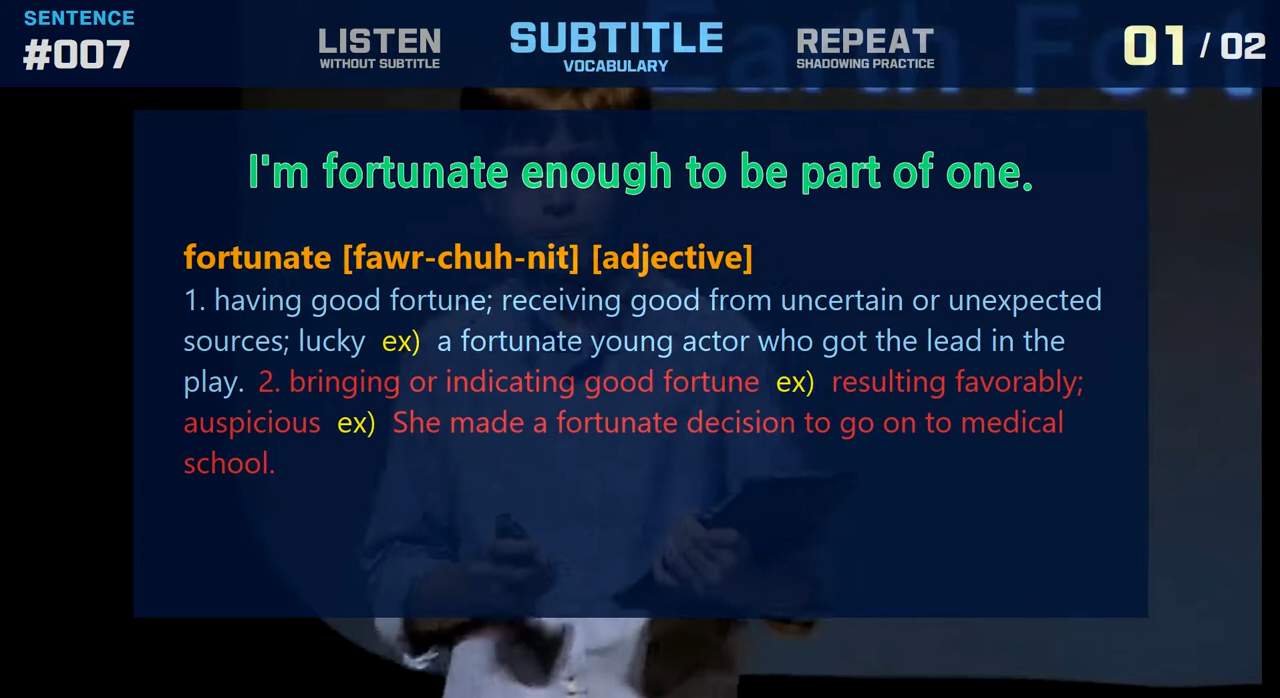 SENTENCE
#007
LISTEN
WITHOUT SUBTITLE
SUBTITLE
VOCABULARY
REPEAT
SHADOWING PRACTICE
01 / 02
Earth Fort
I'm fortunate enough to be part of one.
fortunate [fawr-chuh-nit] [adjective]
1. having good fortune; receiving good from uncertain or unexpected
sources; lucky ex) a fortunate young actor who got the lead in the
play. 2. bringing or indicating good fortune ex) resulting favorably;
auspicious ex) She made a fortunate decision to go on to medical
school.